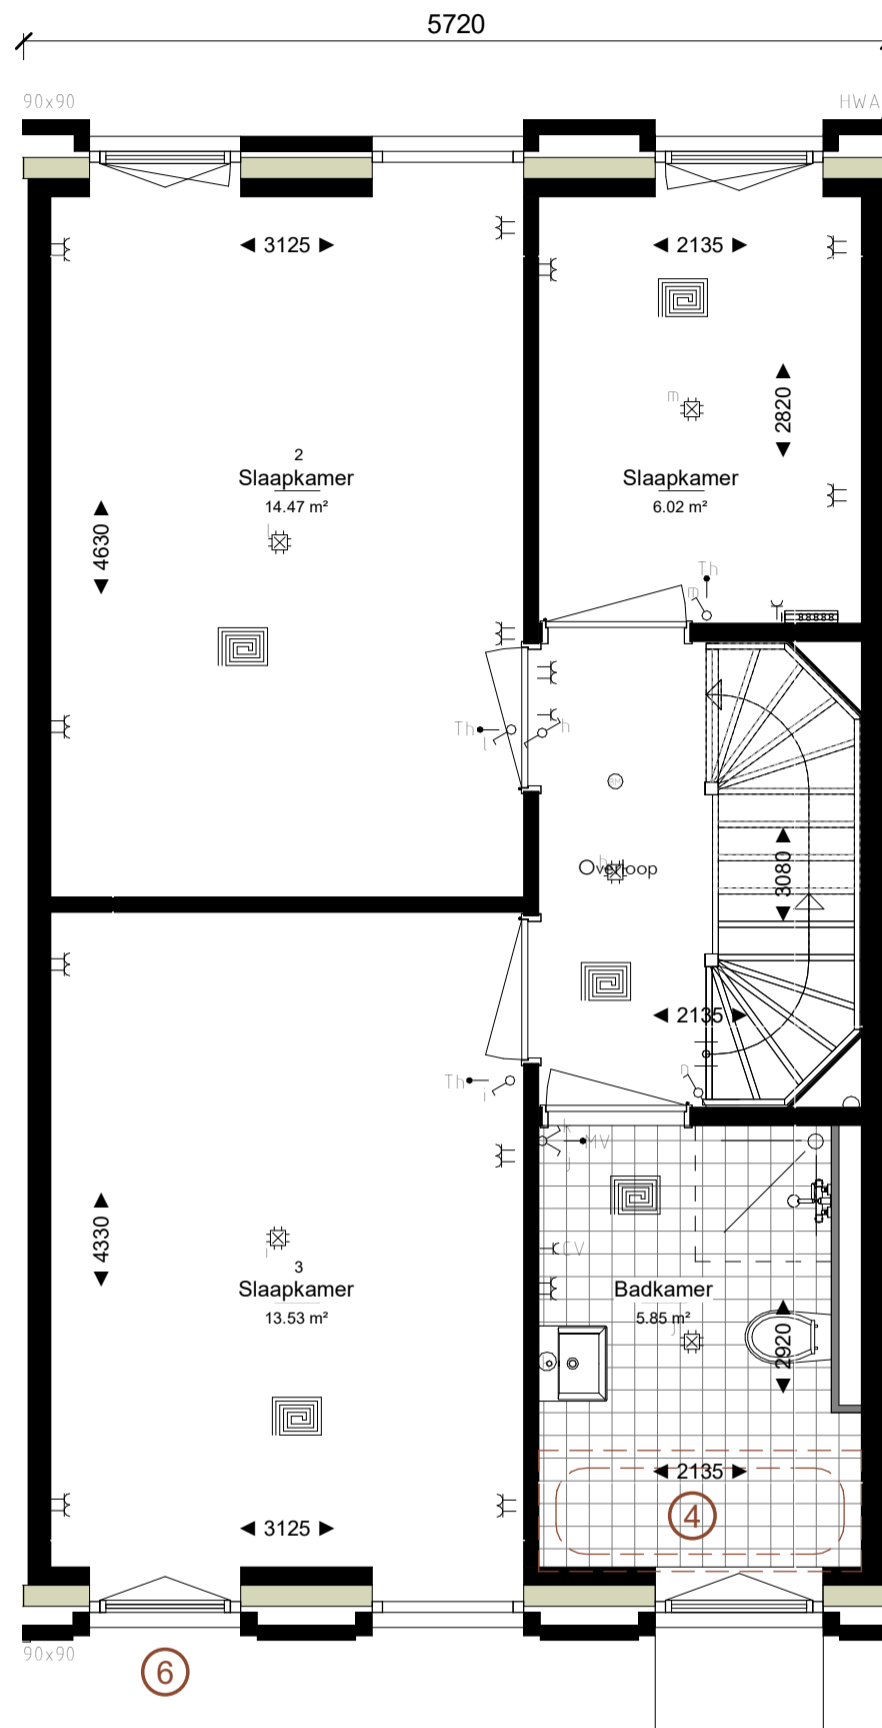 5720
90x90
HWA
◄ 3125 ►
◄ 2135 ►
◄ 2820 ►
m
2
Slaapkamer
14.47 m²
Slaapkamer
6.02 m²
l
◄ 4630 ►
Th
m
Th
l
h
Overloop
◄ 3080 ►
◄ 2135 ►
n
Th
i
k
MV
j
CV
◄ 4330 ►
i
3
Slaapkamer
13.53 m²
Badkamer
5.85 m²
◄ 2920 ►
◄ 2135 ►
4
◄ 3125 ►
90x90
6